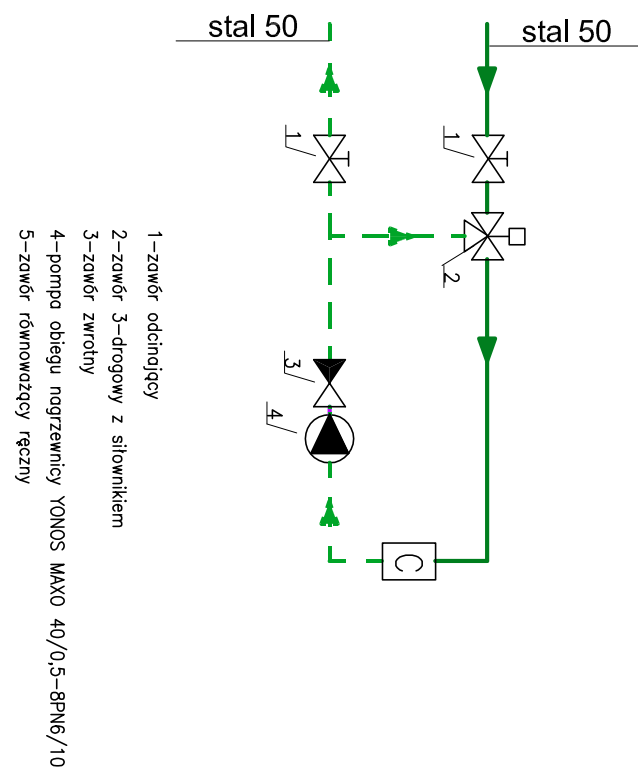 stal 50
stal 50
1
1
2
3
4
C
1-zawór odcinający
2-zawór 3-drogowy z siłownikiem
3-zawór zwrotny
4-pompa obiegu nagrzewnicy YONOS MAXO 40/0,5-8PN6/10
5-zawór równoważący ręczny